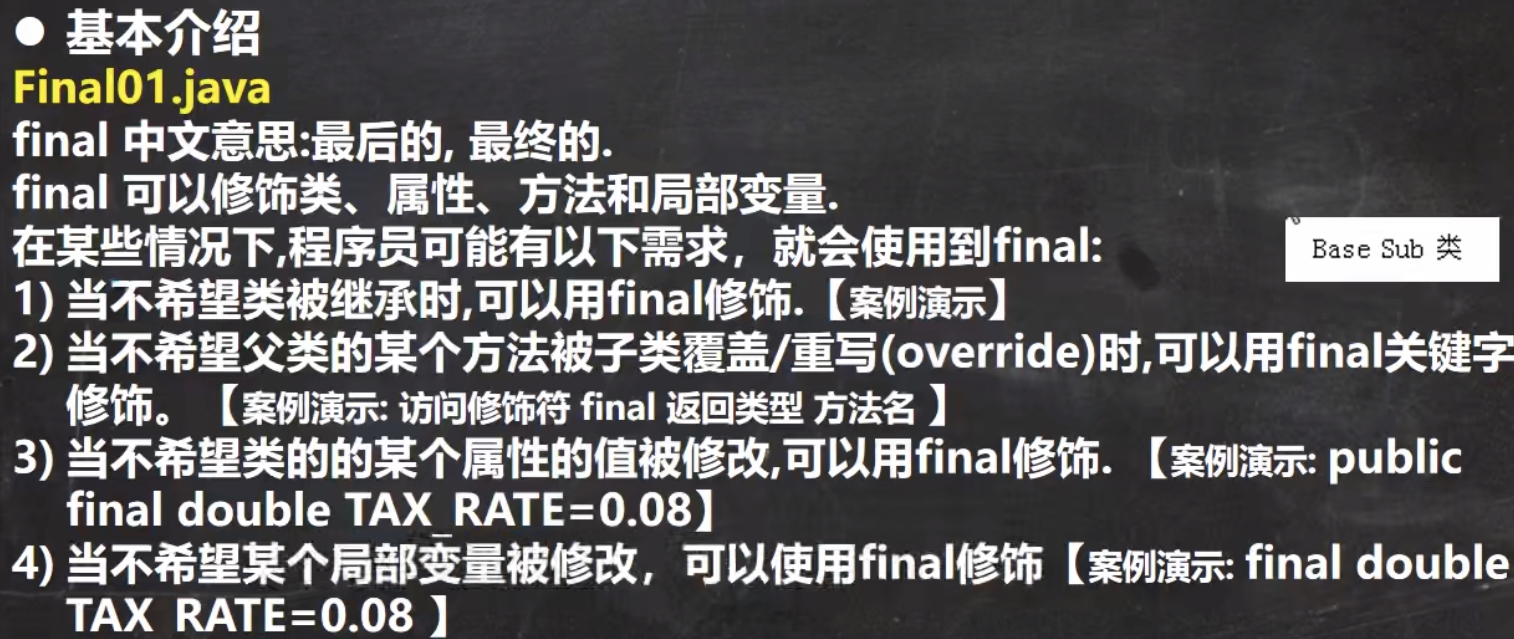 ● 基本介绍
Final01.java
final 中文意思:最后的, 最终的.
final 可以修饰类、属性、方法和局部变量.
在某些情况下,程序员可能有以下需求，就会使用到final:
Base Sub 类
1) 当不希望类被继承时,可以用final修饰.【案例演示】
2) 当不希望父类的某个方法被子类覆盖/重写(override)时,可以用final关键字
修饰。【案例演示: 访问修饰符 final 返回类型 方法名 】
3) 当不希望类的的某个属性的值被修改,可以用final修饰. 【案例演示: public
final double TAX_RATE=0.08】
4) 当不希望某个局部变量被修改，可以使用final修饰【案例演示: final double
TAX_RATE=0.08 】